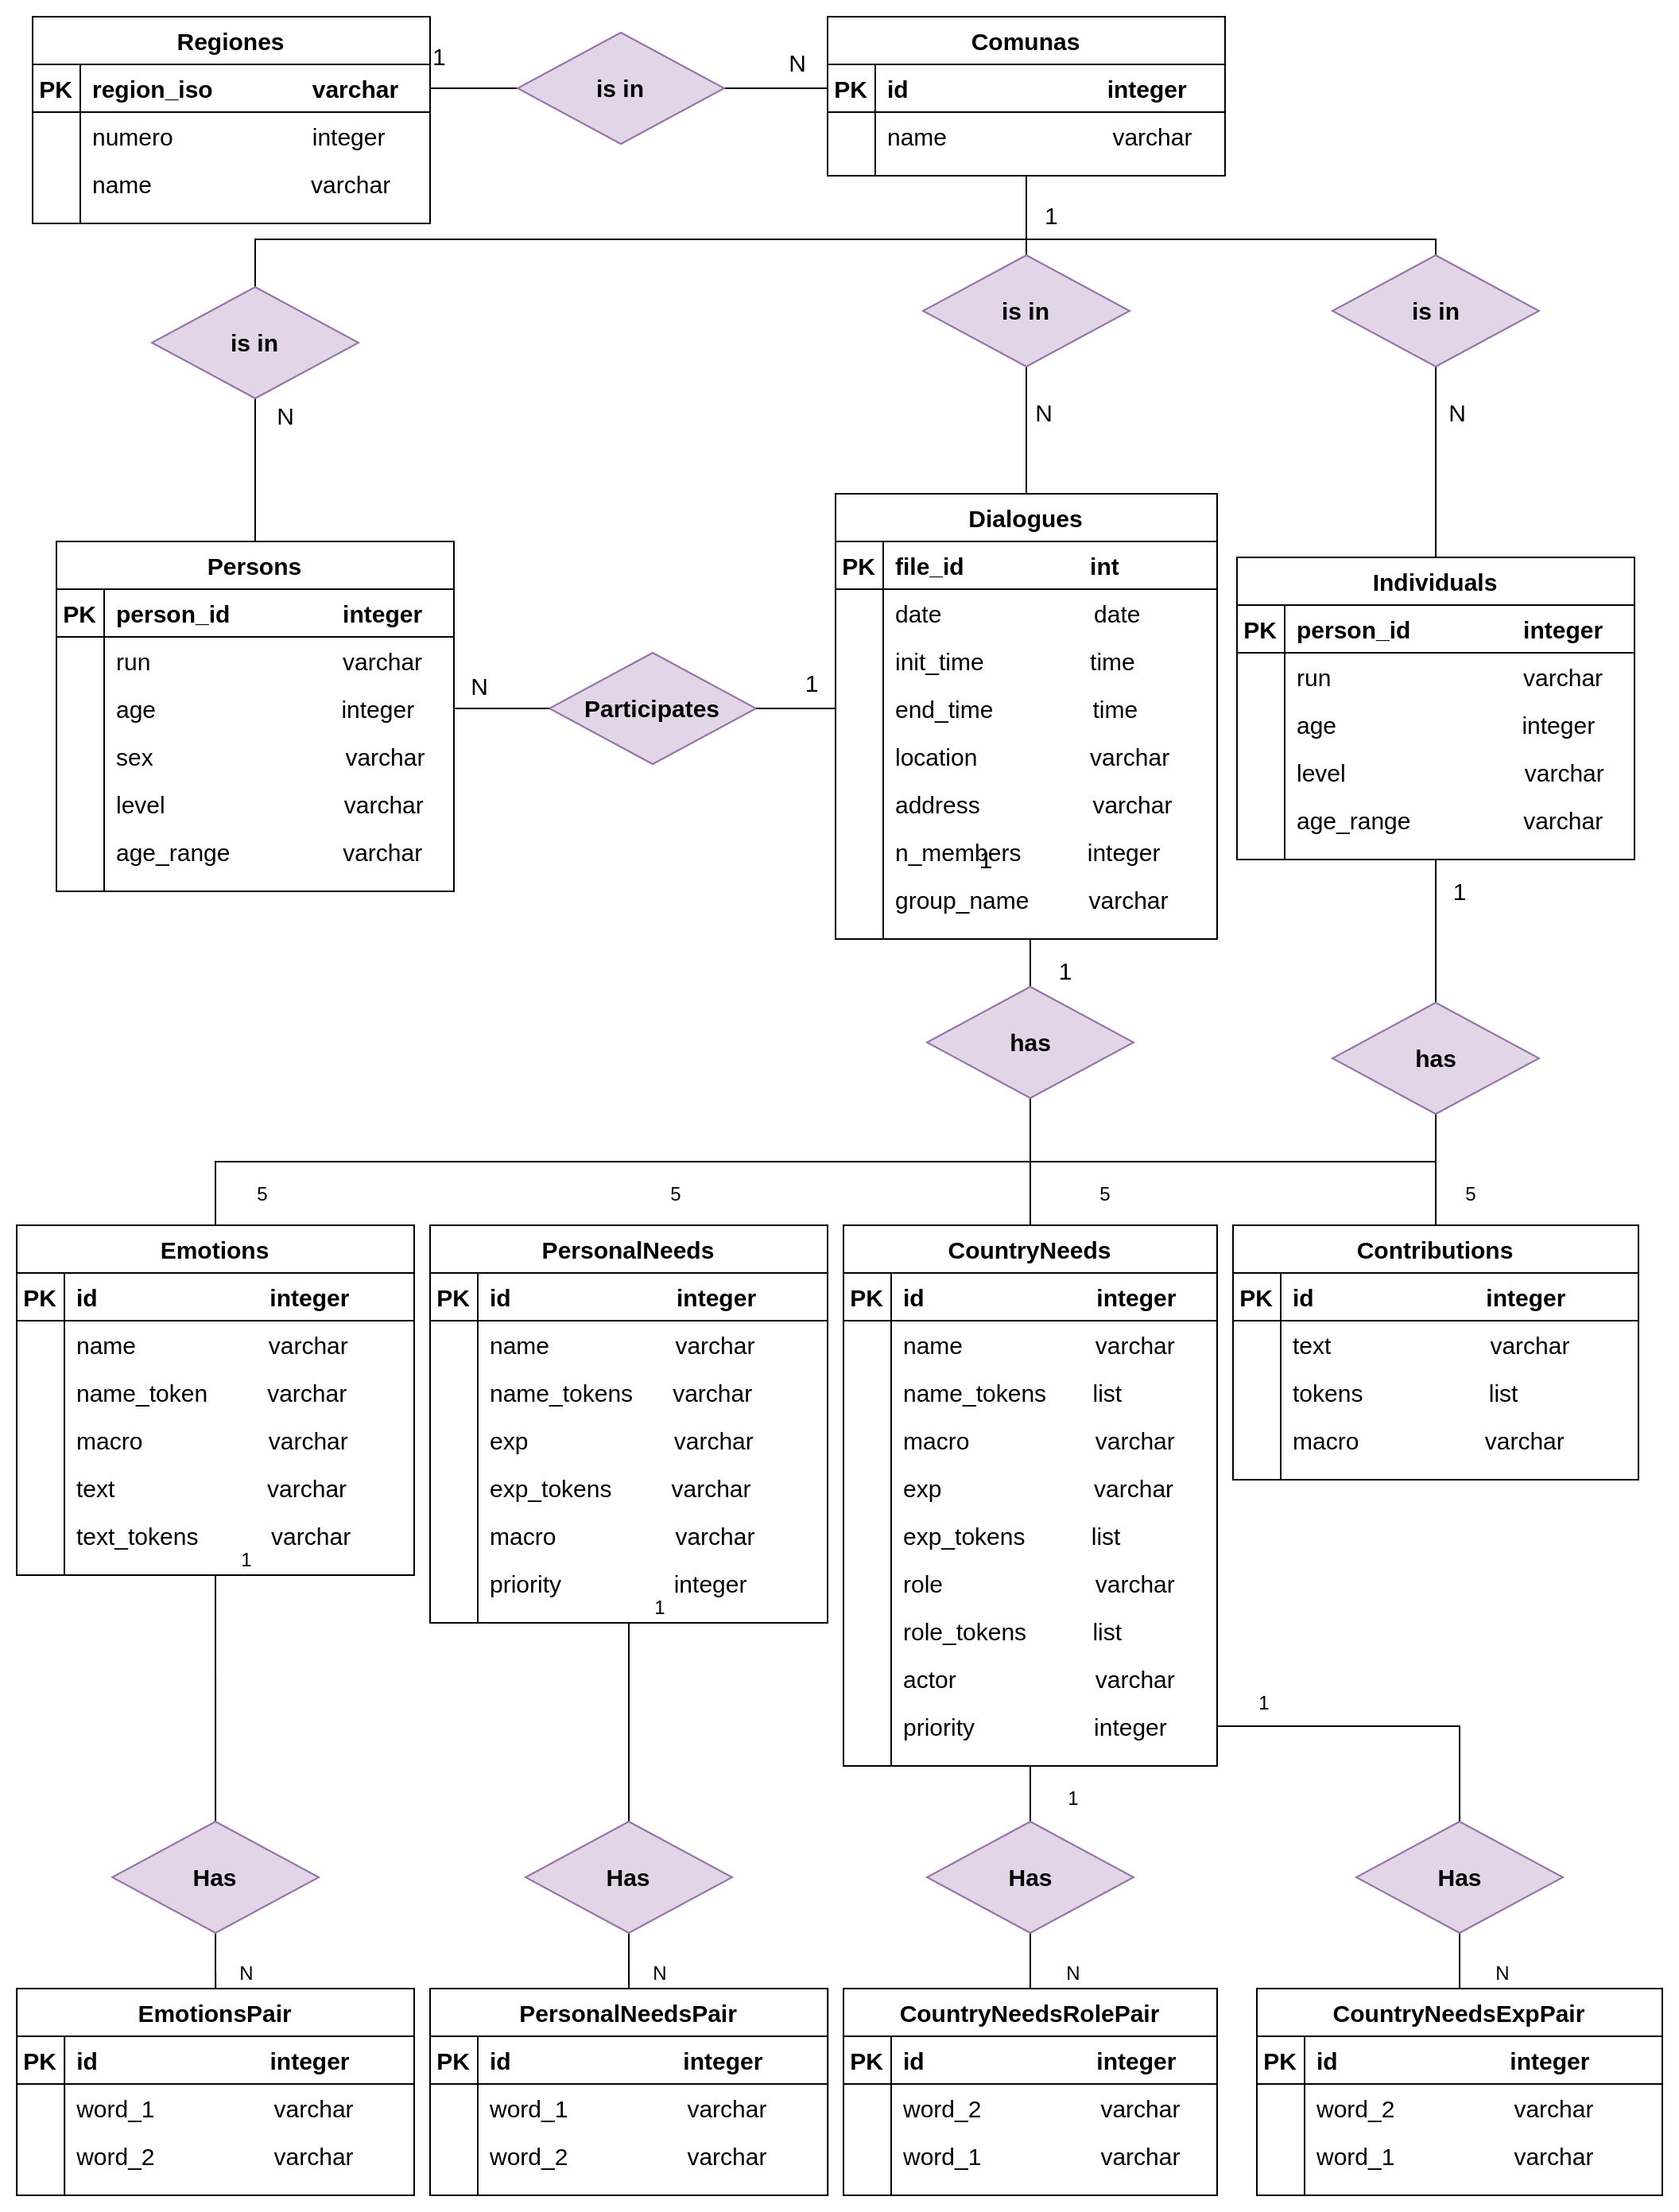 Regiones
PK region_iso varchar
numero integer
name varchar
1
is in
N
Comunas
PK id integer
name varchar
1
is in
is in
is in
N
N
N
Persons
PK person_id integer
run varchar
age integer
sex varchar
level varchar
age_range varchar
N
Participates
1
Dialogues
PK file_id int
date date
init_time time
end_time time
location varchar
address varchar
n_members integer
1
group_name varchar
Individuals
PK person_id integer
run varchar
age integer
level varchar
age_range varchar
1
1
has
has
5
5
5
5
Emotions
PK id integer
name varchar
name_token varchar
macro varchar
text varchar
text_tokens varchar
1
PersonalNeeds
PK id integer
name varchar
name_tokens varchar
exp varchar
exp_tokens varchar
macro varchar
priority integer
1
CountryNeeds
PK id integer
name varchar
name_tokens list
macro varchar
exp varchar
exp_tokens list
role varchar
role_tokens list
actor varchar
priority integer
Contributions
PK id integer
text varchar
tokens list
macro varchar
1
1
Has
Has
Has
Has
N
N
N
N
EmotionsPair
PK id integer
word_1 varchar
word_2 varchar
PersonalNeedsPair
PK id integer
word_1 varchar
word_2 varchar
CountryNeedsRolePair
PK id integer
word_2 varchar
word_1 varchar
CountryNeedsExpPair
PK id integer
word_2 varchar
word_1 varchar